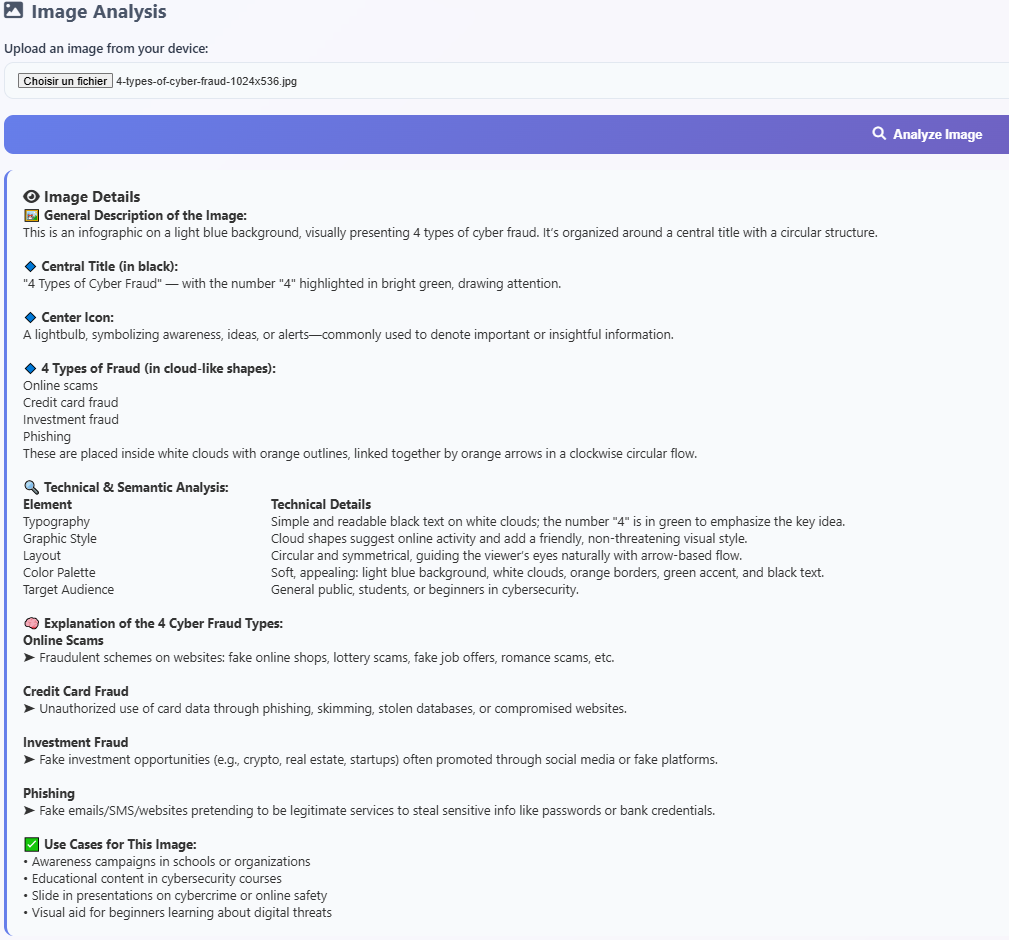 Image Analysis
Upload an image from your device:
Choisir un fichier 4-types-of-cyber-fraud-1024x536.jpg
Analyze Image
Image Details
General Description of the Image:
This is an infographic on a light blue background, visually presenting 4 types of cyber fraud. It's organized around a central title with a circular structure.
Central Title (in black):
"4 Types of Cyber Fraud" — with the number "4" highlighted in bright green, drawing attention.
Center Icon:
A lightbulb, symbolizing awareness, ideas, or alerts—commonly used to denote important or insightful information.
4 Types of Fraud (in cloud-like shapes):
Online scams
Credit card fraud
Investment fraud
Phishing
These are placed inside white clouds with orange outlines, linked together by orange arrows in a clockwise circular flow.
Technical & Semantic Analysis:
Element Technical Details
Typography Simple and readable black text on white clouds; the number "4" is in green to emphasize the key idea.
Graphic Style Cloud shapes suggest online activity and add a friendly, non-threatening visual style.
Layout Circular and symmetrical, guiding the viewer's eyes naturally with arrow-based flow.
Color Palette Soft, appealing: light blue background, white clouds, orange borders, green accent, and black text.
Target Audience General public, students, or beginners in cybersecurity.
Explanation of the 4 Cyber Fraud Types:
Online Scams
➤ Fraudulent schemes on websites: fake online shops, lottery scams, fake job offers, romance scams, etc.
Credit Card Fraud
➤ Unauthorized use of card data through phishing, skimming, stolen databases, or compromised websites.
Investment Fraud
➤ Fake investment opportunities (e.g., crypto, real estate, startups) often promoted through social media or fake platforms.
Phishing
➤ Fake emails/SMS/websites pretending to be legitimate services to steal sensitive info like passwords or bank credentials.
Use Cases for This Image:
• Awareness campaigns in schools or organizations
• Educational content in cybersecurity courses
• Slide in presentations on cybercrime or online safety
• Visual aid for beginners learning about digital threats